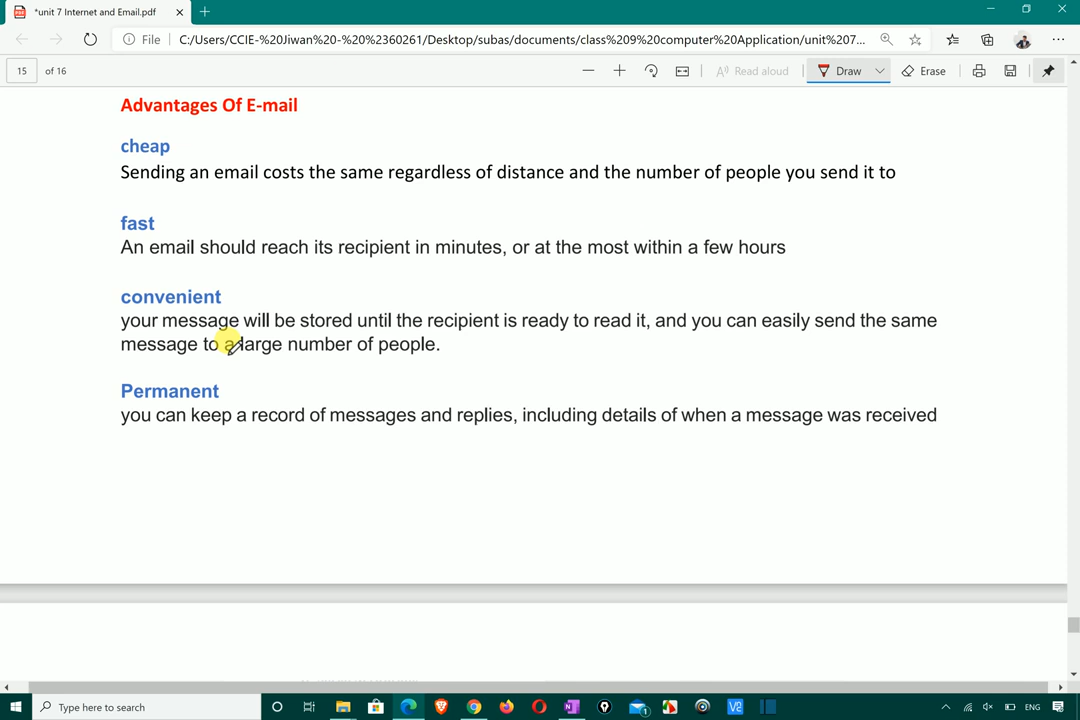 *unit 7 Internet and Email.pdf
File
C:/Users/CCIE-%20Jiwan%20-%20%2360261/Desktop/subas/documents/class%209%20computer%20Application/unit%207...
15
of 16
Read aloud
Draw
Erase
Advantages Of E-mail
cheap
Sending an email costs the same regardless of distance and the number of people you send it to
fast
An email should reach its recipient in minutes, or at the most within a few hours
convenient
your message will be stored until the recipient is ready to read it, and you can easily send the same
message to a large number of people.
Permanent
you can keep a record of messages and replies, including details of when a message was received
Type here to search
ENG